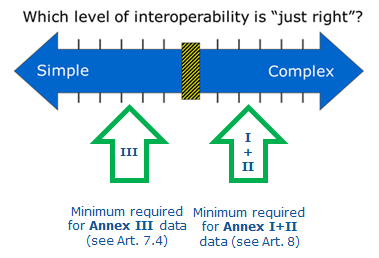 Which level of interoperability is “just right”?
Simple
Complex
III
I
+
II
Minimum required
for Annex III data
(see Art. 7.4)
Minimum required
for Annex I+II
data (see Art. 8)